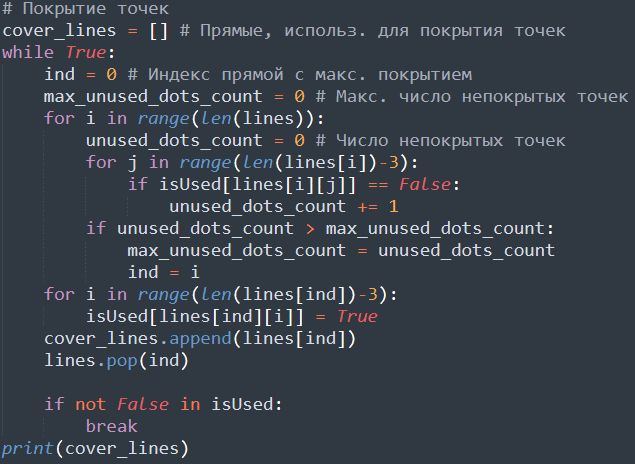 # Покрытие точек
cover_lines = [] # Прямые, использ. для покрытия точек
while True:
    ind = 0 # Индекс прямой с макс. покрытием
    max_unused_dots_count = 0 # Макс. число непокрытых точек
    for i in range(len(lines)):
        unused_dots_count = 0 # Число непокрытых точек
        for j in range(len(lines[i])-3):
            if isUsed[lines[i][j]] == False:
                unused_dots_count += 1
        if unused_dots_count > max_unused_dots_count:
            max_unused_dots_count = unused_dots_count
            ind = i
    for i in range(len(lines[ind])-3):
        isUsed[lines[ind][i]] = True
    cover_lines.append(lines[ind])
    lines.pop(ind)
    if not False in isUsed:
        break
print(cover_lines)